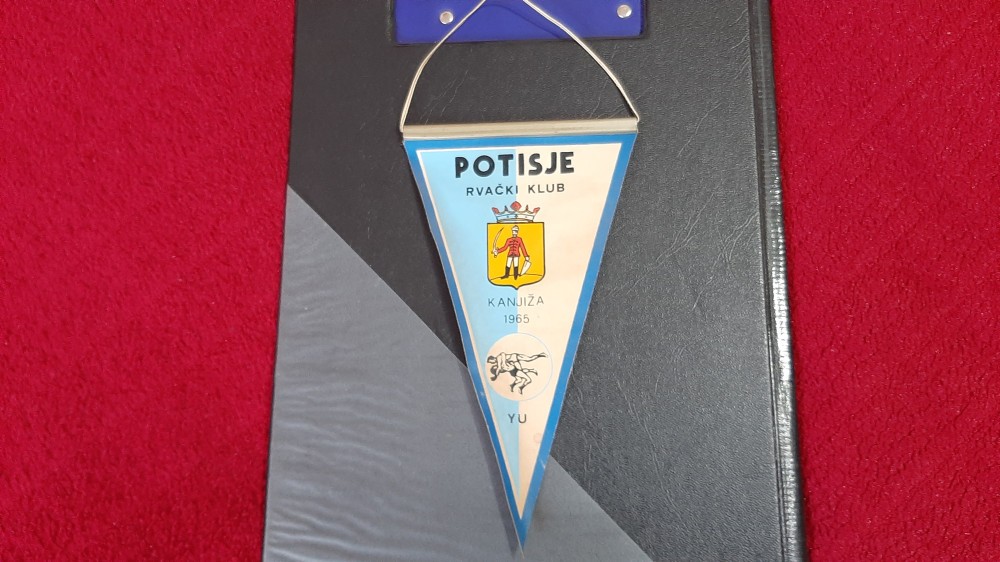 POTISJE
RVAČKI KLUB
KANJIŽA
1965
YU